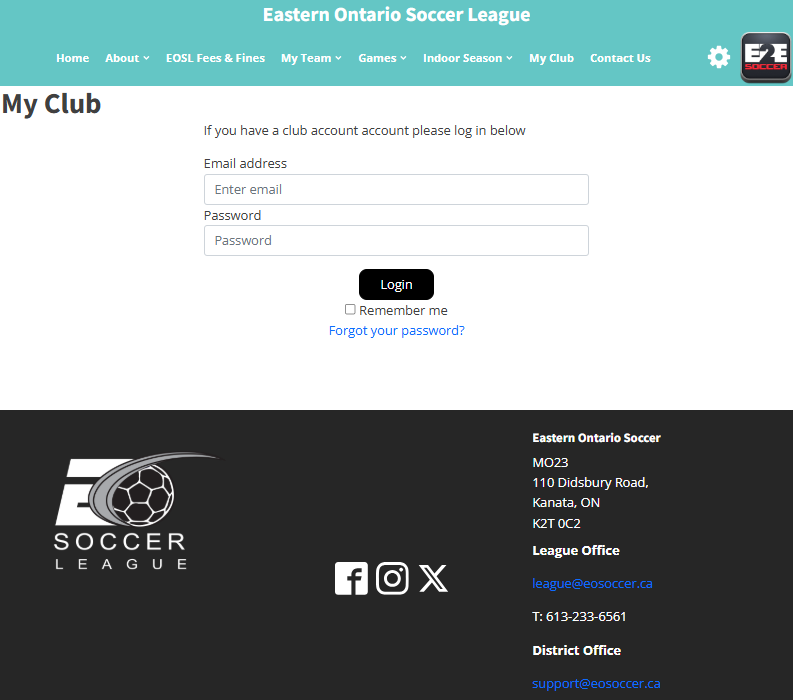 Eastern Ontario Soccer League
Home About EOSL Fees & Fines My Team Games Indoor Season My Club Contact Us
E2E
SOCCER
My Club
If you have a club account account please log in below
Email address
Enter email
Password
Password
Login
Remember me
Forgot your password?
EO
SOCCER
LEAGUE
Eastern Ontario Soccer
MO23
110 Didsbury Road,
Kanata, ON
K2T 0C2
League Office
league@eosoccer.ca
T: 613-233-6561
District Office
support@eosoccer.ca